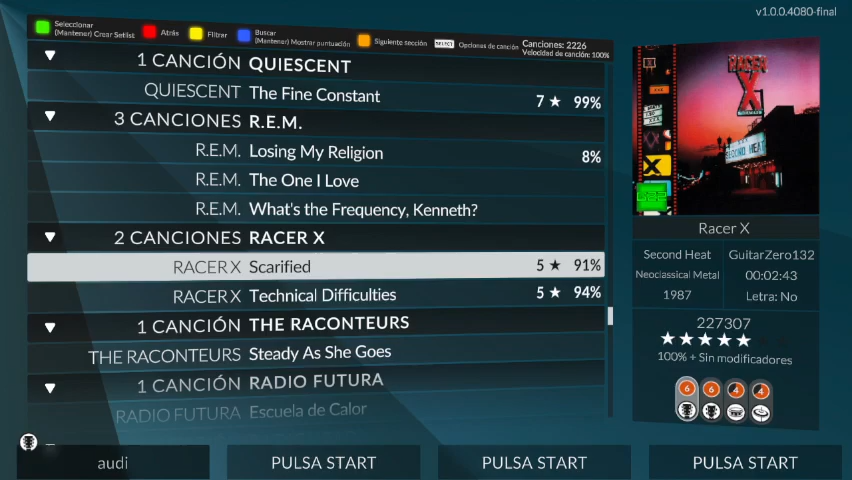 v1.0.0.4080-final
Seleccionar
(Mantener) Crear Setlist
Atrás
Filtrar
Buscar
(Mantener) Mostrar puntuación
Siguiente sección
SELECT Opciones de canción
Canciones: 2226
Velocidad de canción: 100%
1 CANCIÓN QUIESCENT
QUIESCENT The Fine Constant 7 ★ 99%
3 CANCIONES R.E.M.
R.E.M. Losing My Religion 8%
R.E.M. The One I Love
R.E.M. What's the Frequency, Kenneth?
2 CANCIONES RACER X
RACER X Scarified 5 ★ 91%
RACER X Technical Difficulties 5 ★ 94%
1 CANCIÓN THE RACONTEURS
THE RACONTEURS Steady As She Goes
1 CANCIÓN RADIO FUTURA
RADIO FUTURA Escuela de Calor
RACER
X
SECOND HEAT
Racer X
Second Heat GuitarZero132
Neoclassical Metal 00:02:43
1987 Letra: No
227307
★★★★★
100% + Sin modificadores
6 6 4 4
audi PULSA START PULSA START PULSA START